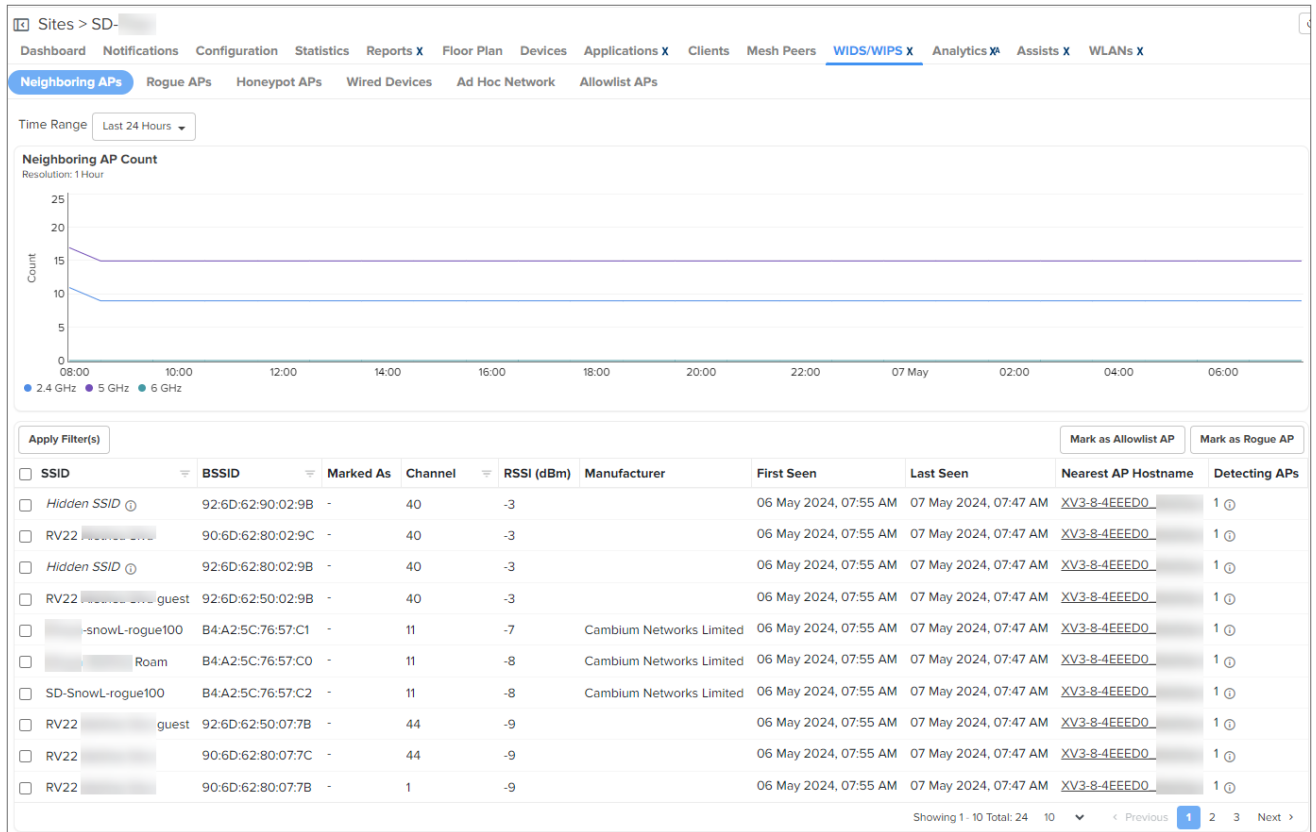 Sites > SD-
Dashboard Notifications Configuration Statistics Reports X Floor Plan Devices Applications X Clients Mesh Peers WIDS/WIPS X Analytics XA Assists X WLANs X
Neighboring APs Rogue APs Honeypot APs Wired Devices Ad Hoc Network Allowlist APs
Time Range Last 24 Hours
Neighboring AP Count
Resolution: 1 Hour
25
20
15
10
5
0
Count
08:00 10:00 12:00 14:00 16:00 18:00 20:00 22:00 07 May 02:00 04:00 06:00
2.4 GHz 5 GHz 6 GHz
Apply Filter(s) Mark as Allowlist AP Mark as Rogue AP
SSID BSSID Marked As Channel RSSI (dBm) Manufacturer First Seen Last Seen Nearest AP Hostname Detecting APs
Hidden SSID 92:6D:62:90:02:9B - 40 -3 06 May 2024, 07:55 AM 07 May 2024, 07:47 AM XV3-8-4EEED0_ 1
RV22 90:6D:62:80:02:9C - 40 -3 06 May 2024, 07:55 AM 07 May 2024, 07:47 AM XV3-8-4EEED0_ 1
Hidden SSID 92:6D:62:80:02:9B - 40 -3 06 May 2024, 07:55 AM 07 May 2024, 07:47 AM XV3-8-4EEED0_ 1
RV22 guest 92:6D:62:50:02:9B - 40 -3 06 May 2024, 07:55 AM 07 May 2024, 07:47 AM XV3-8-4EEED0_ 1
-snowL-rogue100 B4:A2:5C:76:57:C1 - 11 -7 Cambium Networks Limited 06 May 2024, 07:55 AM 07 May 2024, 07:47 AM XV3-8-4EEED0_ 1
Roam B4:A2:5C:76:57:C0 - 11 -8 Cambium Networks Limited 06 May 2024, 07:55 AM 07 May 2024, 07:47 AM XV3-8-4EEED0_ 1
SD-SnowL-rogue100 B4:A2:5C:76:57:C2 - 11 -8 Cambium Networks Limited 06 May 2024, 07:55 AM 07 May 2024, 07:47 AM XV3-8-4EEED0_ 1
RV22 guest 92:6D:62:50:07:7B - 44 -9 06 May 2024, 07:55 AM 07 May 2024, 07:47 AM XV3-8-4EEED0_ 1
RV22 90:6D:62:80:07:7C - 44 -9 06 May 2024, 07:55 AM 07 May 2024, 07:47 AM XV3-8-4EEED0_ 1
RV22 90:6D:62:80:07:7B - 1 -9 06 May 2024, 07:55 AM 07 May 2024, 07:47 AM XV3-8-4EEED0_ 1
Showing 1 - 10 Total: 24 10 < Previous 1 2 3 Next >